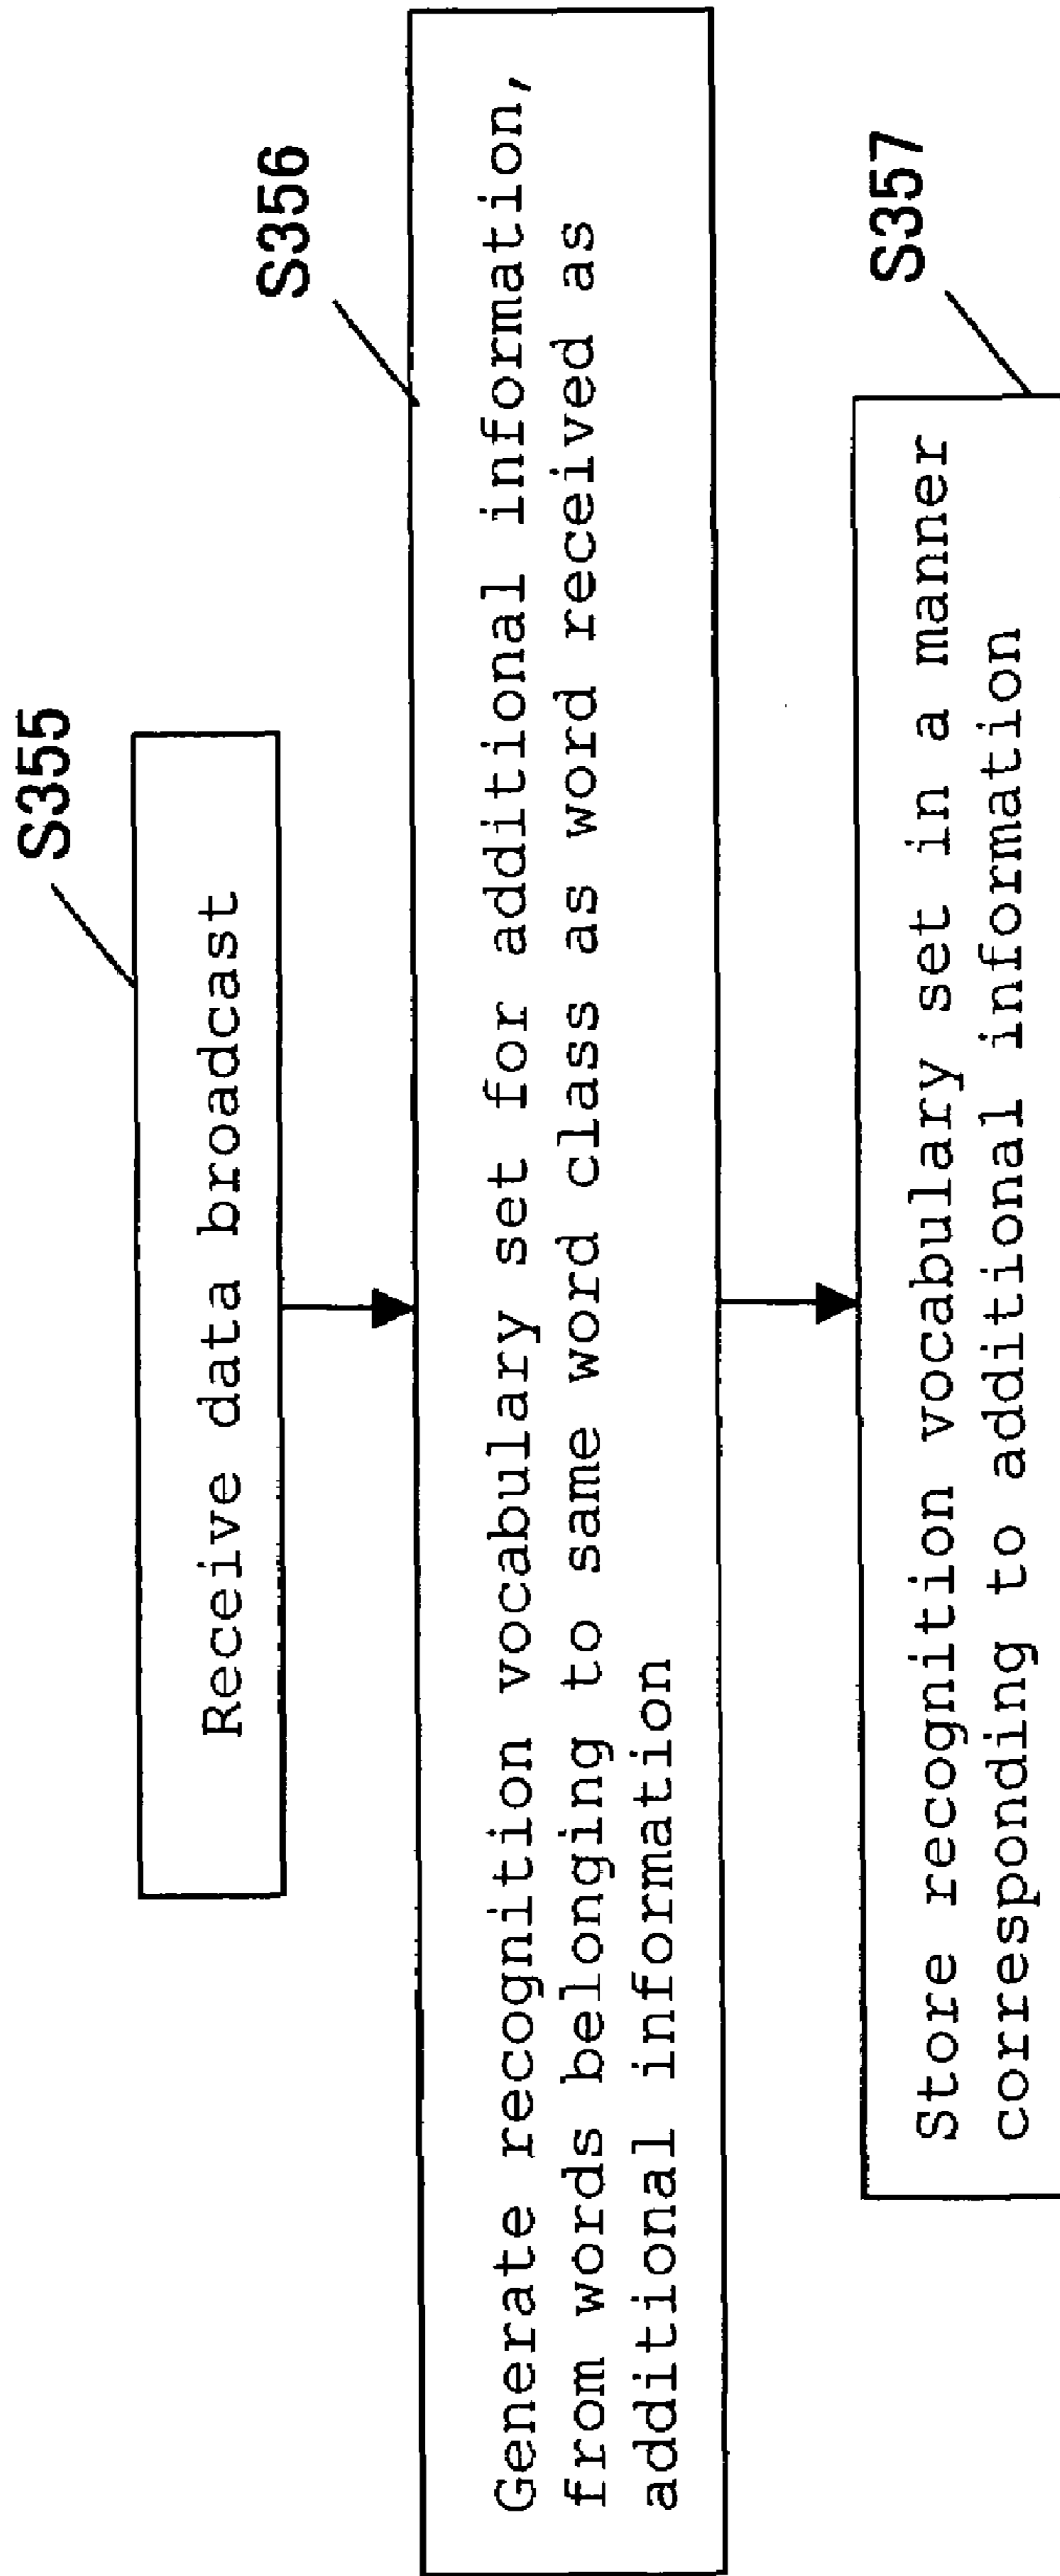 S355
Receive data broadcast
S356
Generate recognition vocabulary set for additional information,
from words belonging to same word class as word received as
additional information
S357
Store recognition vocabulary set in a manner
corresponding to additional information